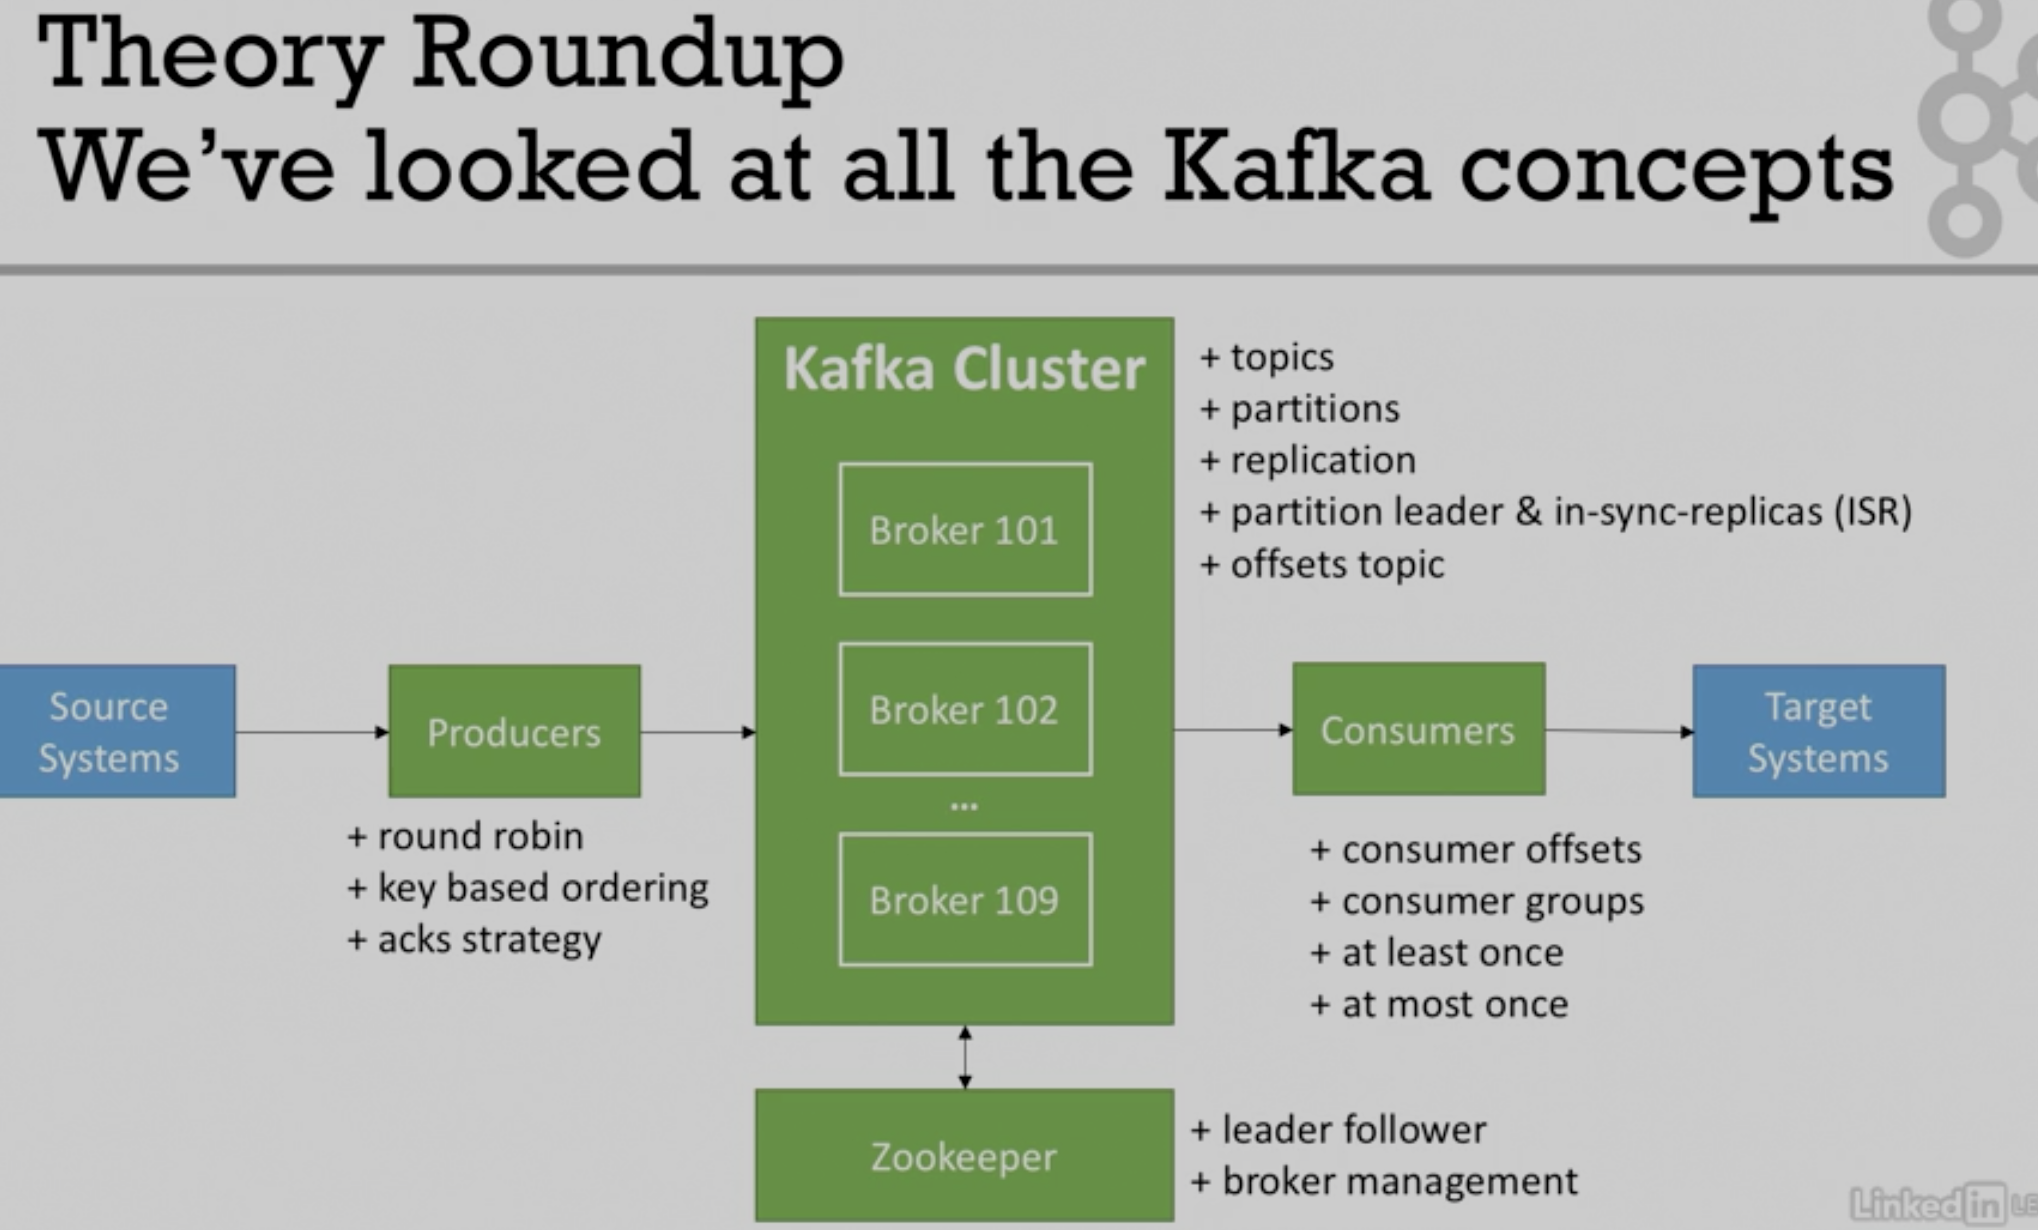 Theory Roundup
We've looked at all the Kafka concepts
Kafka Cluster
Broker 101
Broker 102
...
Broker 109
+ topics
+ partitions
+ replication
+ partition leader & in-sync-replicas (ISR)
+ offsets topic
Source
Systems
Producers
+ round robin
+ key based ordering
+ acks strategy
Consumers
+ consumer offsets
+ consumer groups
+ at least once
+ at most once
Target
Systems
Zookeeper
+ leader follower
+ broker management
Linked in